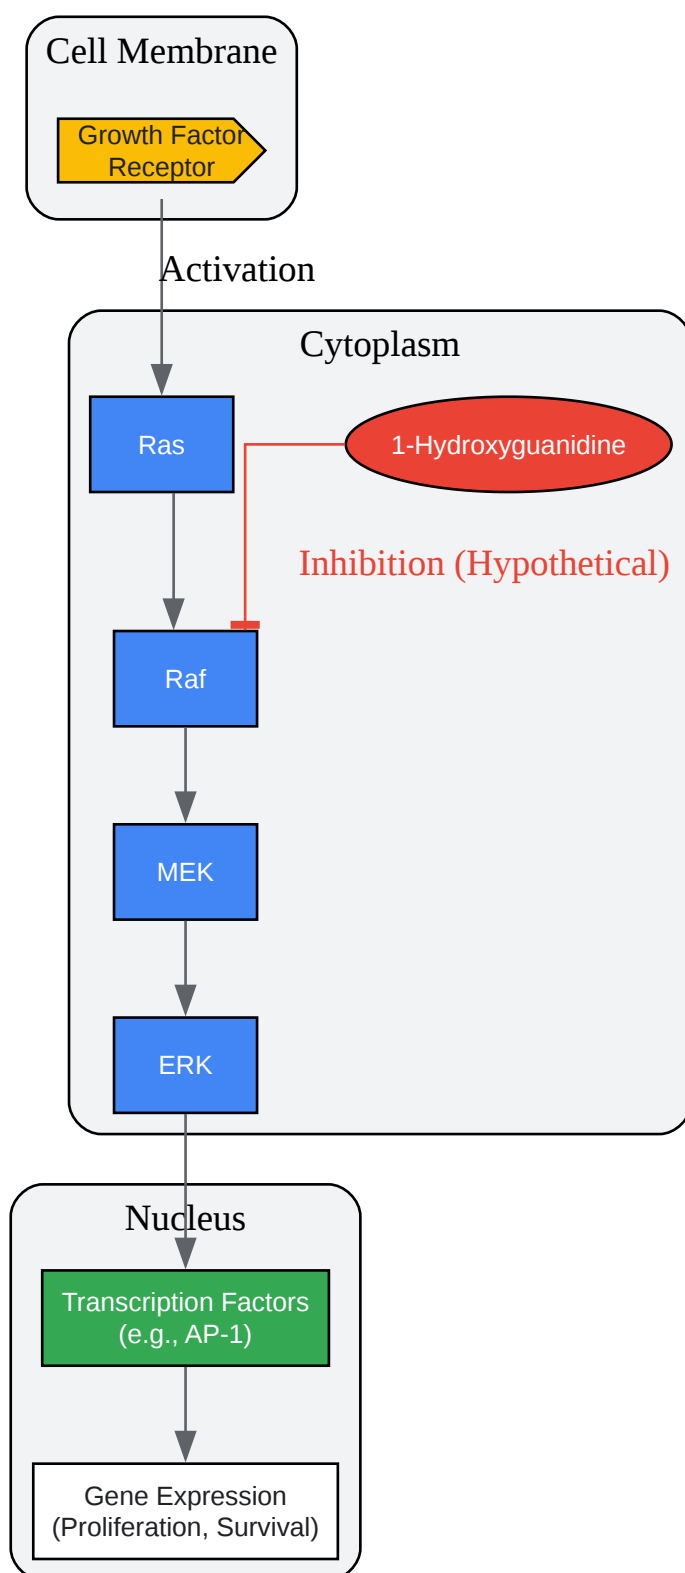 Cell Membrane
Growth Factor
Receptor
Activation
Cytoplasm
Ras
1-Hydroxyguanidine
Inhibition (Hypothetical)
Raf
MEK
ERK
Nucleus
Transcription Factors
(e.g., AP-1)
Gene Expression
(Proliferation, Survival)